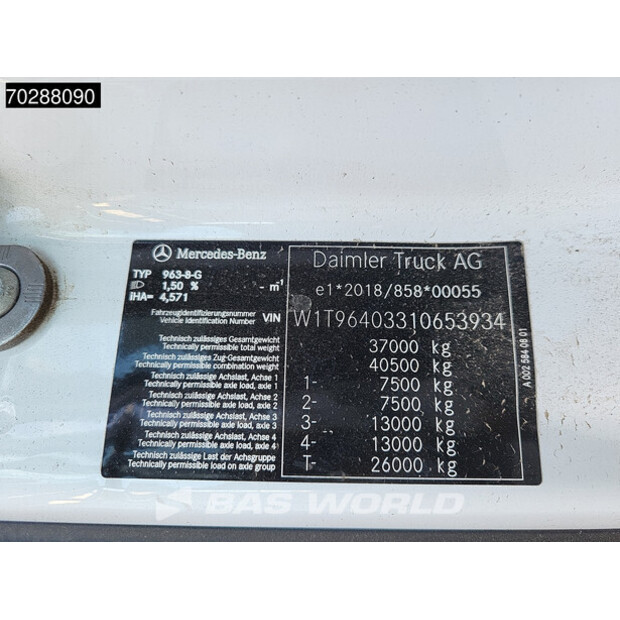 70288090
Mercedes-Benz
Daimler Truck AG
TYP 963-8-G
e1*2018/858*00055
1,50 % - m⁻¹
iHA= 4,571
Fahrzeugidentifizierungsnummer
Vehicle Identification Number VIN
W1T96403310653934
Technisch zulässiges Gesamtgewicht
Technically permissible total weight
37000 kg
Technisch zulässiges Zug-Gesamtgewicht
Technically permissible combination weight
40500 kg
Technisch zulässige Achslast, Achse 1
Technically permissible axle load, axle 1
1- 7500 kg
Technisch zulässige Achslast, Achse 2
Technically permissible axle load, axle 2
2- 7500 kg
Technisch zulässige Achslast, Achse 3
Technically permissible axle load, axle 3
3- 13000 kg
Technisch zulässige Achslast, Achse 4
Technically permissible axle load, axle 4
4- 13000 kg
Technisch zulässige Last der Achsgruppe
Technically permissible load on axle group
T- 26000 kg
A 002 584 08 01
BAS WORLD